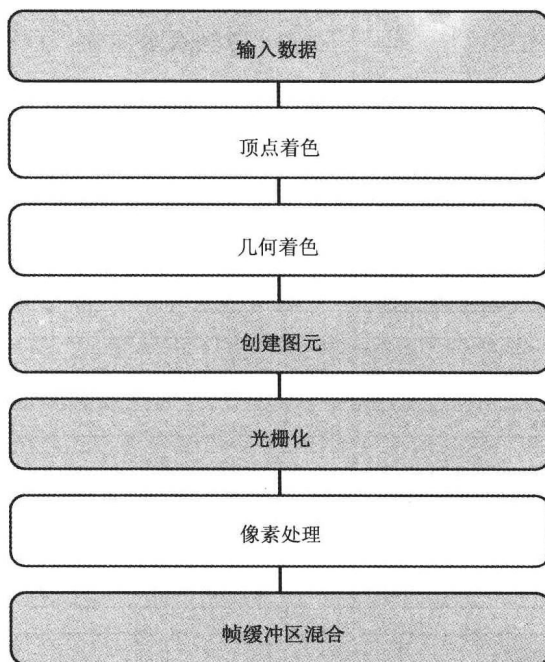 输入数据
顶点着色
几何着色
创建图元
光栅化
像素处理
帧缓冲区混合